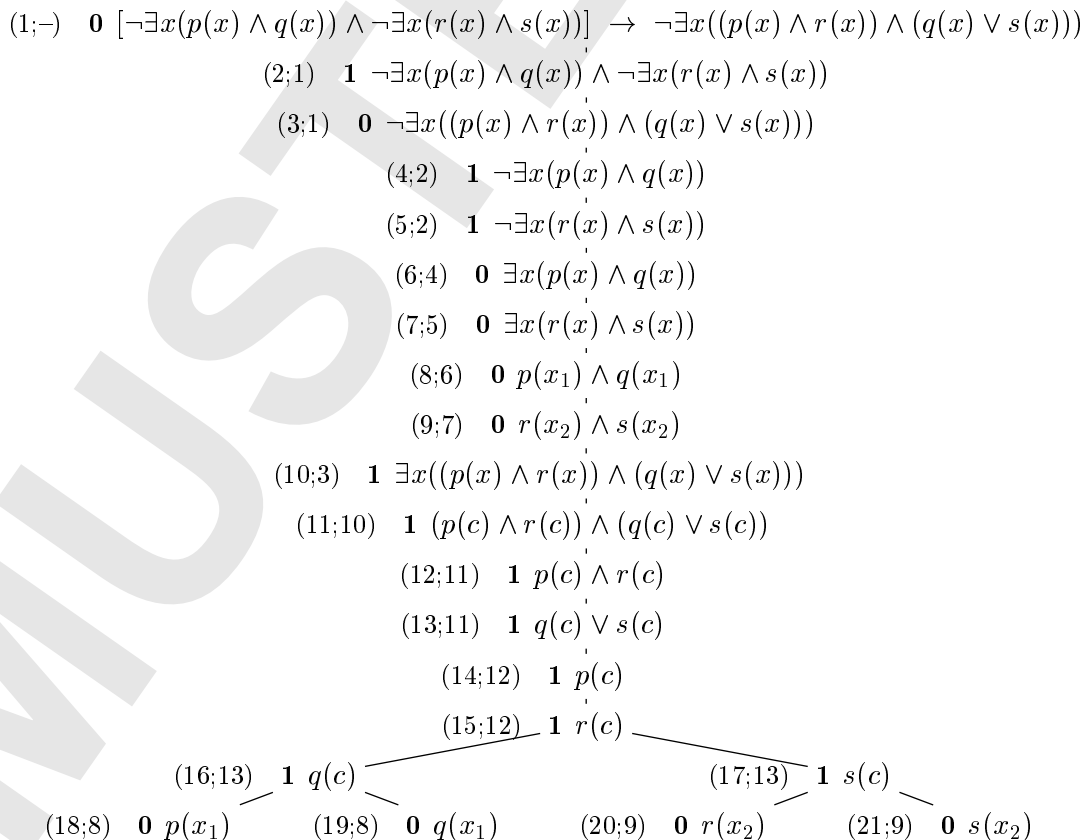 (1;–) 0 [¬∃x(p(x) ∧ q(x)) ∧ ¬∃x(r(x) ∧ s(x))] → ¬∃x((p(x) ∧ r(x)) ∧ (q(x) ∨ s(x)))
(2;1) 1 ¬∃x(p(x) ∧ q(x)) ∧ ¬∃x(r(x) ∧ s(x))
(3;1) 0 ¬∃x((p(x) ∧ r(x)) ∧ (q(x) ∨ s(x)))
(4;2) 1 ¬∃x(p(x) ∧ q(x))
(5;2) 1 ¬∃x(r(x) ∧ s(x))
(6;4) 0 ∃x(p(x) ∧ q(x))
(7;5) 0 ∃x(r(x) ∧ s(x))
(8;6) 0 p(x₁) ∧ q(x₁)
(9;7) 0 r(x₂) ∧ s(x₂)
(10;3) 1 ∃x((p(x) ∧ r(x)) ∧ (q(x) ∨ s(x)))
(11;10) 1 (p(c) ∧ r(c)) ∧ (q(c) ∨ s(c))
(12;11) 1 p(c) ∧ r(c)
(13;11) 1 q(c) ∨ s(c)
(14;12) 1 p(c)
(15;12) 1 r(c)
(16;13) 1 q(c) (17;13) 1 s(c)
(18;8) 0 p(x₁) (19;8) 0 q(x₁) (20;9) 0 r(x₂) (21;9) 0 s(x₂)
MUSTE